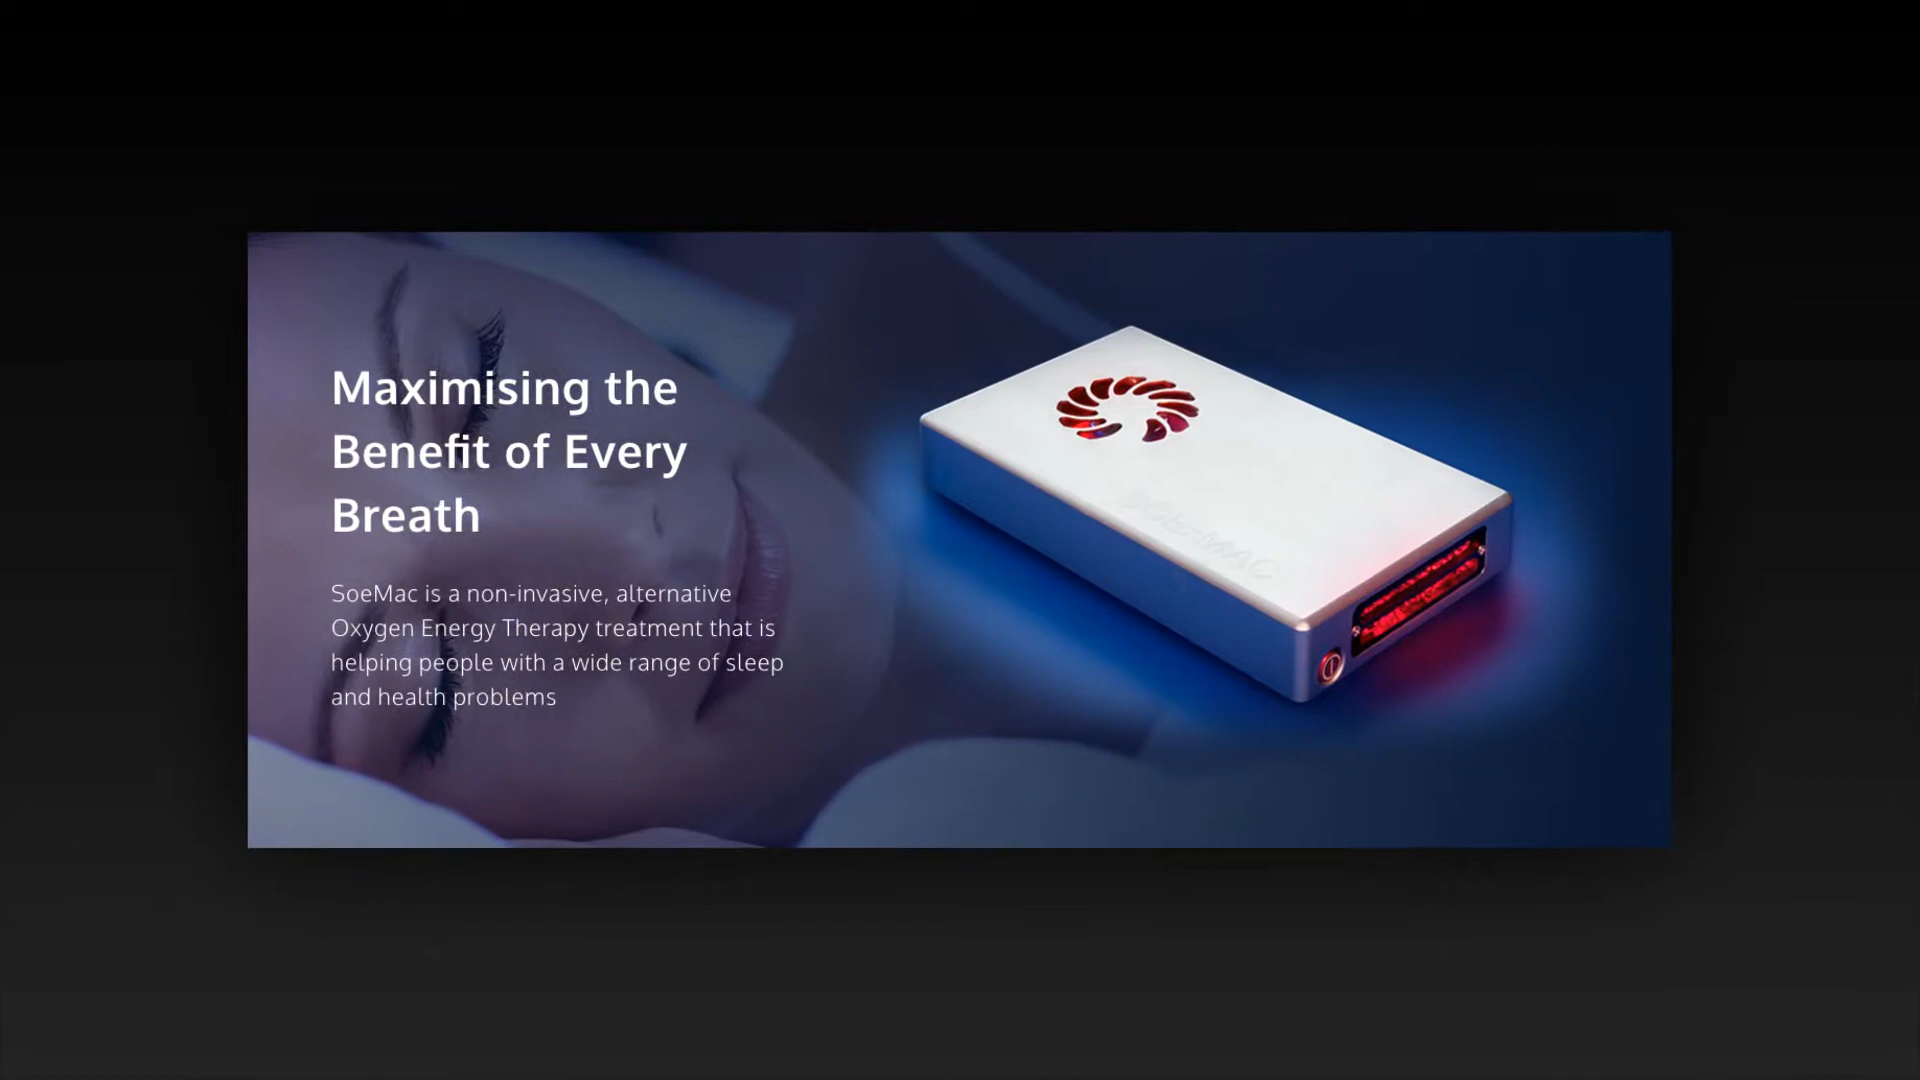 Maximising the
Benefit of Every
Breath
SoeMac is a non-invasive, alternative
Oxygen Energy Therapy treatment that is
helping people with a wide range of sleep
and health problems